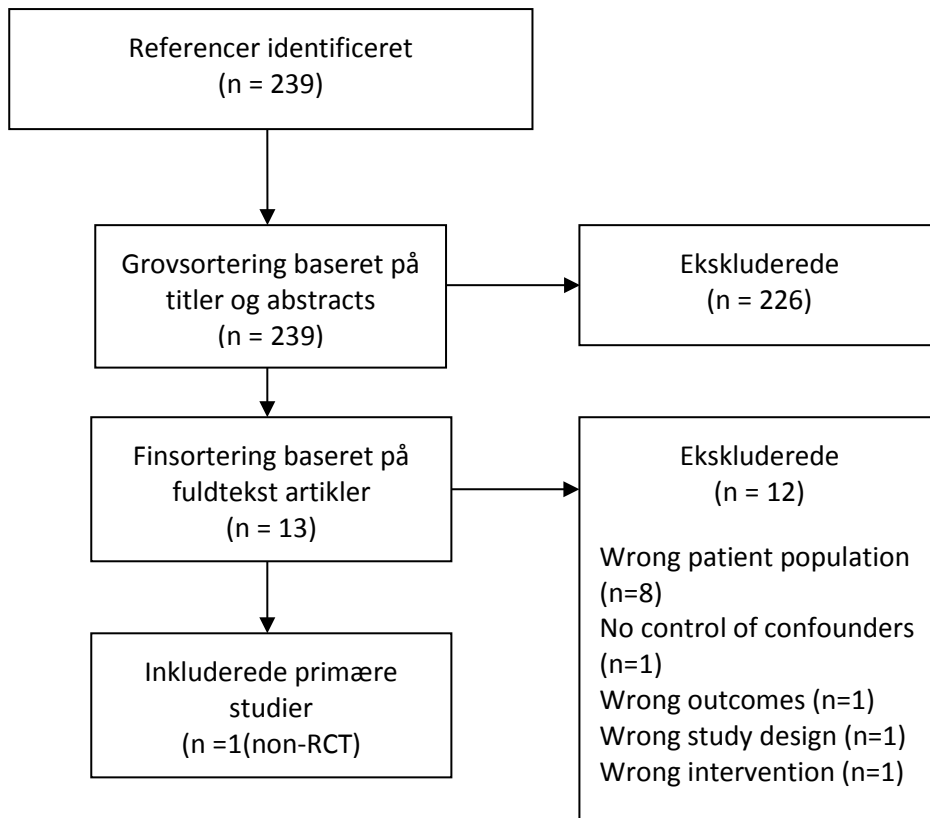 Referencer identificeret
(n = 239)
Grovsortering baseret på
titler og abstracts
(n = 239)
Ekskluderede
(n = 226)
Finsortering baseret på
fuldtekst artikler
(n = 13)
Ekskluderede
(n = 12)
Wrong patient population
(n=8)
No control of confounders
(n=1)
Wrong outcomes (n=1)
Wrong study design (n=1)
Wrong intervention (n=1)
Inkluderede primære
studier
(n =1(non-RCT)